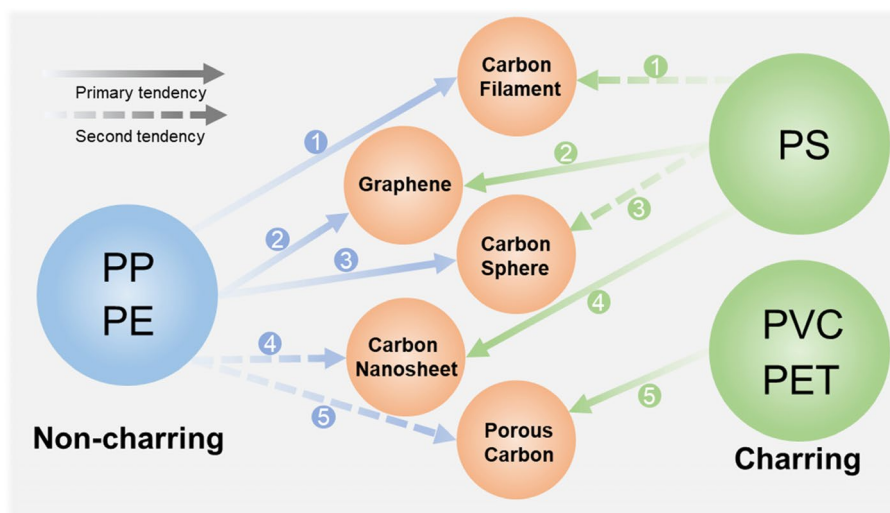 Primary tendency
Second tendency
Carbon
Filament
1
PS
1
2
Graphene
2
3
3
Carbon
Sphere
PP
PE
4
4
Carbon
Nanosheet
PVC
PET
5
5
Porous
Carbon
Non-charring
Charring